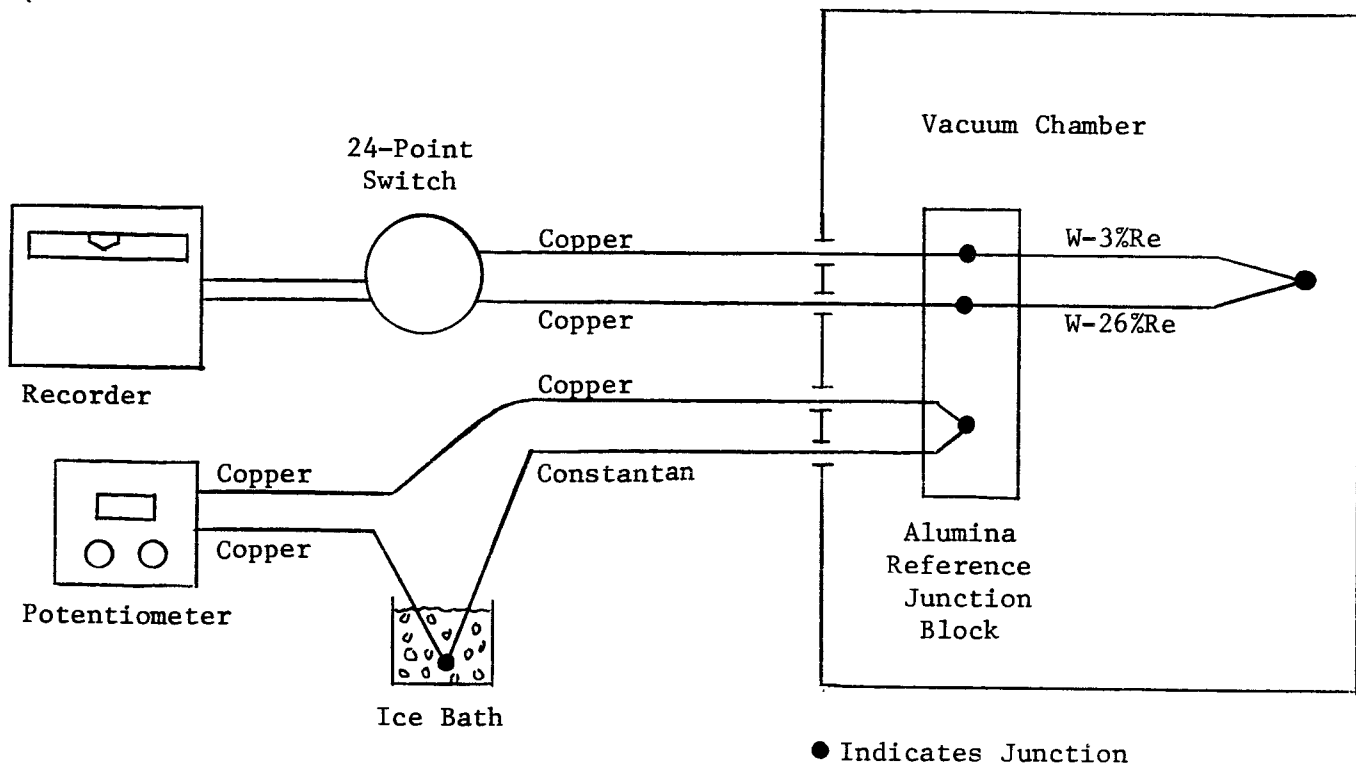 Vacuum Chamber
24-Point
Switch
Copper
W-3%Re
Copper
W-26%Re
Recorder
Copper
Copper
Constantan
Copper
Potentiometer
Alumina
Reference
Junction
Block
Ice Bath
● Indicates Junction